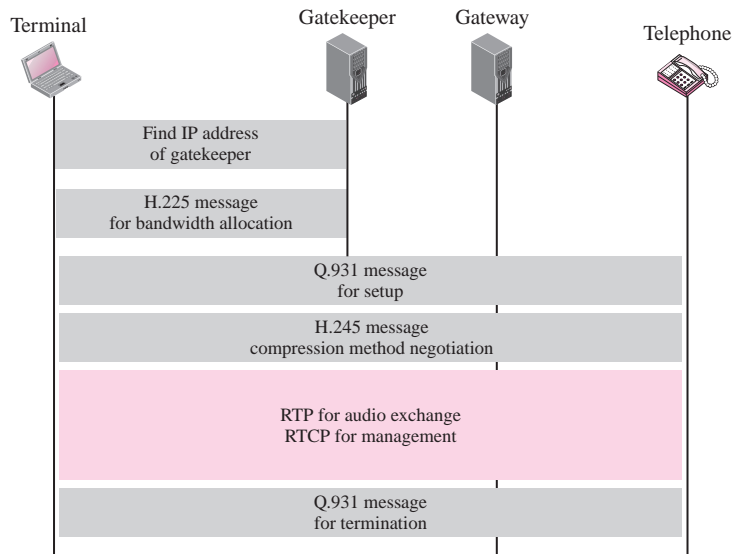 Terminal
Gatekeeper
Gateway
Telephone
Find IP address
of gatekeeper
H.225 message
for bandwidth allocation
Q.931 message
for setup
H.245 message
compression method negotiation
RTP for audio exchange
RTCP for management
Q.931 message
for termination